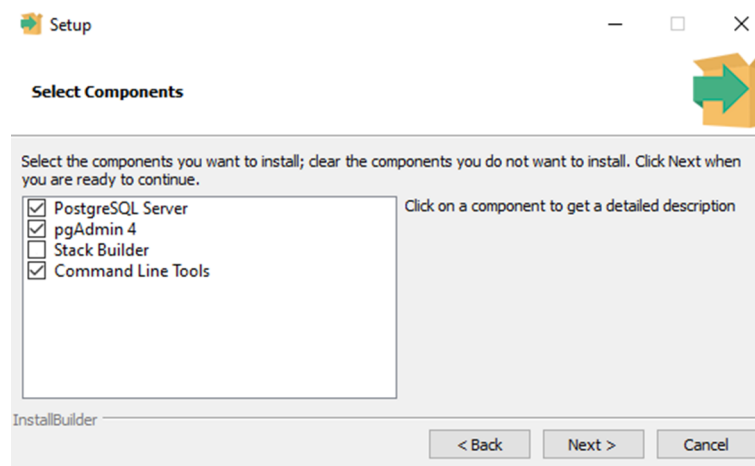 Setup
Select Components
Select the components you want to install; clear the components you do not want to install. Click Next when
you are ready to continue.
PostgreSQL Server
pgAdmin 4
Stack Builder
Command Line Tools
Click on a component to get a detailed description
InstallBuilder
< Back
Next >
Cancel